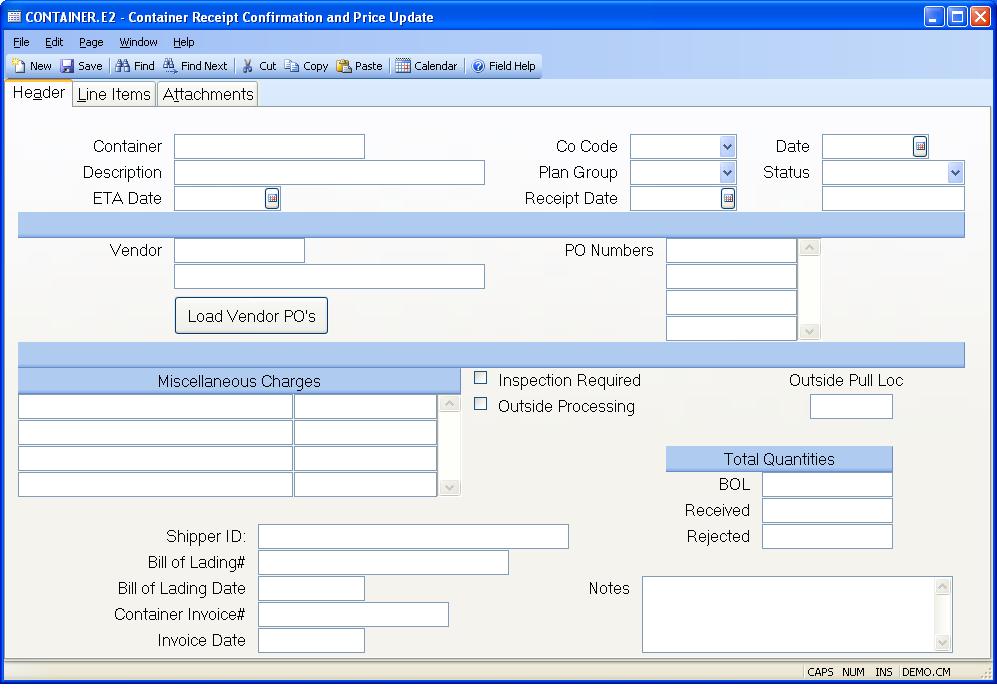 CONTAINER.E2 - Container Receipt Confirmation and Price Update
File Edit Page Window Help
New Save Find Find Next Cut Copy Paste Calendar Field Help
Header Line Items Attachments
Container Co Code Date
Description Plan Group Status
ETA Date Receipt Date
Vendor PO Numbers
Load Vendor PO's
Miscellaneous Charges Inspection Required Outside Pull Loc
Outside Processing
Total Quantities
BOL
Received
Shipper ID: Rejected
Bill of Lading#
Bill of Lading Date Notes
Container Invoice#
Invoice Date
CAPS NUM INS DEMO.CM